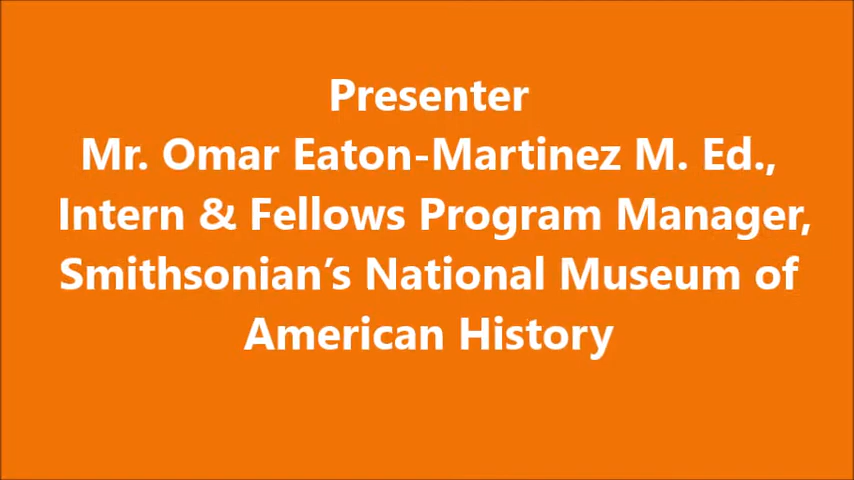 Presenter
Mr. Omar Eaton-Martinez M. Ed.,
Intern & Fellows Program Manager,
Smithsonian’s National Museum of
American History